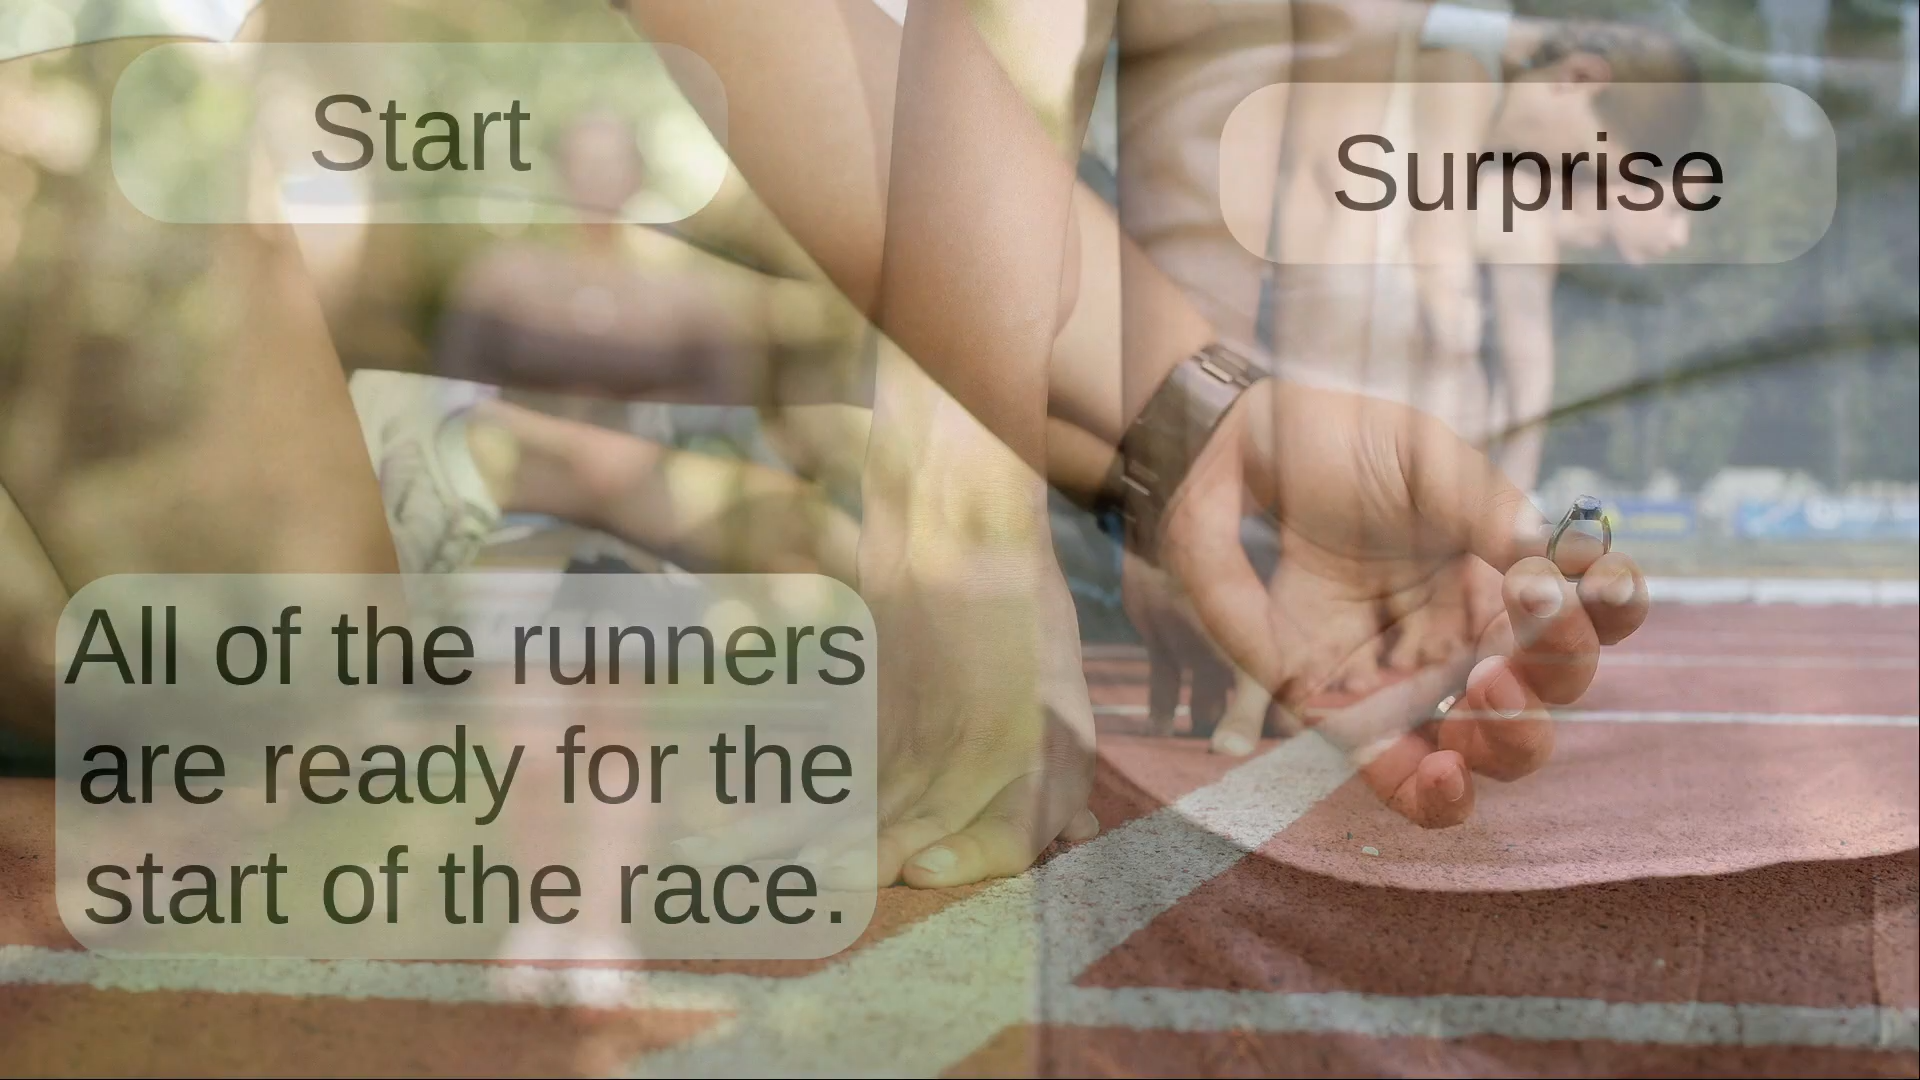 Start
Surprise
All of the runners
are ready for the
start of the race.